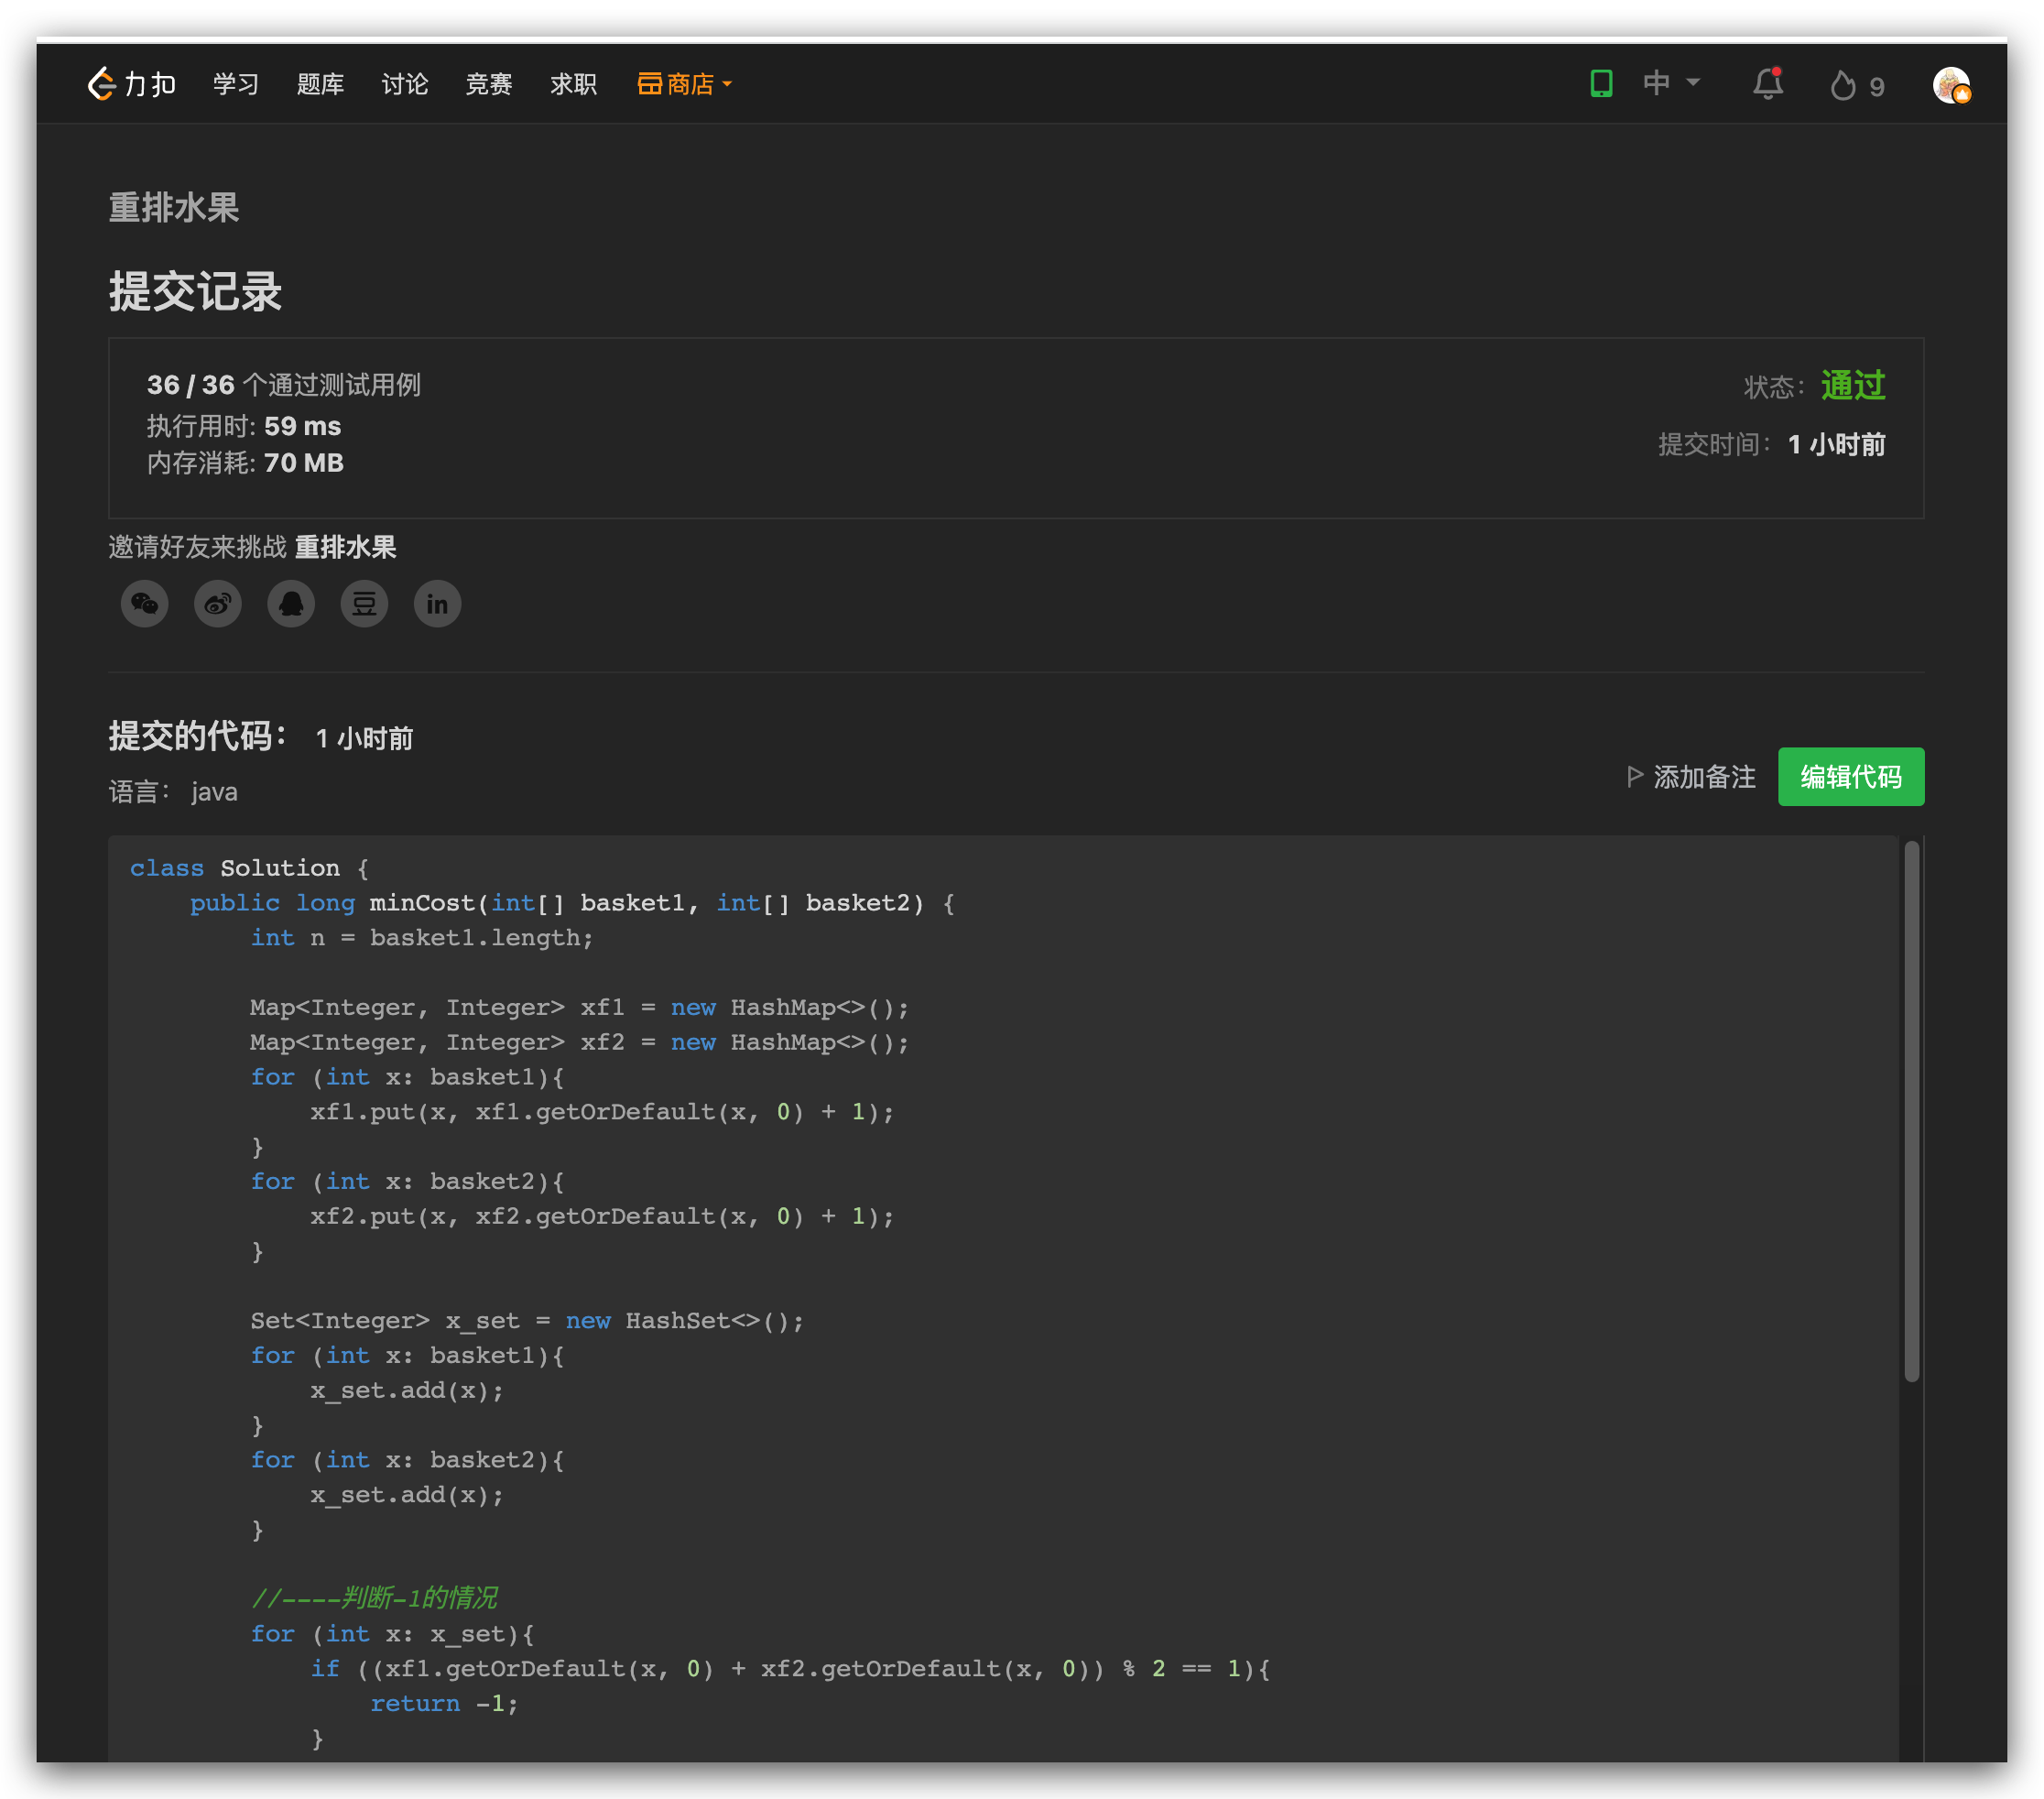 力扣 学习 题库 讨论 竞赛 求职 商店 中 9
重排水果
提交记录
36 / 36 个通过测试用例
状态: 通过
执行用时: 59 ms
提交时间: 1 小时前
内存消耗: 70 MB
邀请好友来挑战 重排水果
豆 in
提交的代码: 1 小时前
语言: java
添加备注 编辑代码
class Solution {
    public long minCost(int[] basket1, int[] basket2) {
        int n = basket1.length;
        Map<Integer, Integer> xf1 = new HashMap<>();
        Map<Integer, Integer> xf2 = new HashMap<>();
        for (int x: basket1){
            xf1.put(x, xf1.getOrDefault(x, 0) + 1);
        }
        for (int x: basket2){
            xf2.put(x, xf2.getOrDefault(x, 0) + 1);
        }
        Set<Integer> x_set = new HashSet<>();
        for (int x: basket1){
            x_set.add(x);
        }
        for (int x: basket2){
            x_set.add(x);
        }
        //----判断-1的情况
        for (int x: x_set){
            if ((xf1.getOrDefault(x, 0) + xf2.getOrDefault(x, 0)) % 2 == 1){
                return -1;
            }